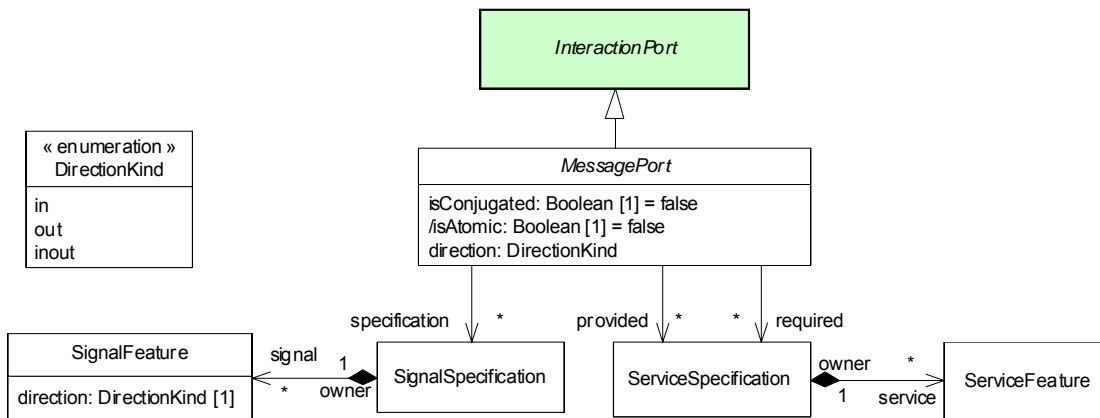 InteractionPort
« enumeration »
DirectionKind
in
out
inout
MessagePort
isConjugated: Boolean [1] = false
/isAtomic: Boolean [1] = false
direction: DirectionKind
specification * provided * * required
SignalFeature
direction: DirectionKind [1]
signal 1
* owner
SignalSpecification
ServiceSpecification
owner *
1 service
ServiceFeature